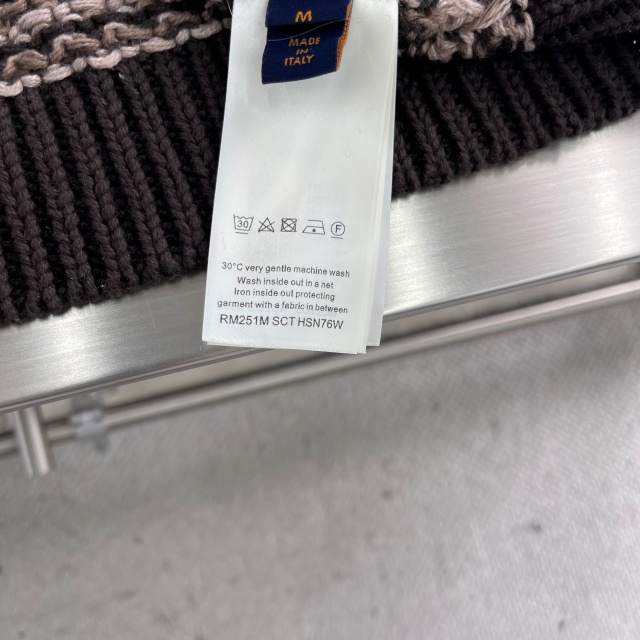 M
MADE
IN
ITALY
30
F
30°C very gentle machine wash
Wash inside out in a net
Iron inside out protecting
garment with a fabric in between
RM251M SCT HSN76W